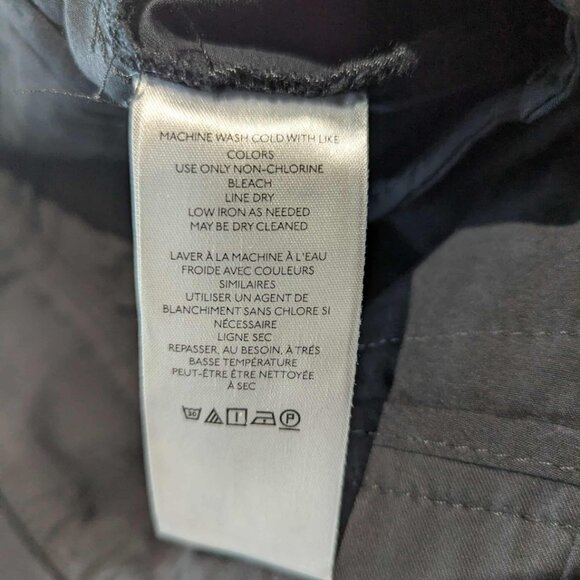 MACHINE WASH COLD WITH LIKE
COLORS
USE ONLY NON-CHLORINE
BLEACH
LINE DRY
LOW IRON AS NEEDED
MAY BE DRY CLEANED
LAVER À LA MACHINE À L'EAU
FROIDE AVEC COULEURS
SIMILAIRES
UTILISER UN AGENT DE
BLANCHIMENT SANS CHLORE SI
NÉCESSAIRE
LIGNE SEC
REPASSER, AU BESOIN, À TRÉS
BASSE TEMPÉRATURE
PEUT-ÊTRE ÊTRE NETTOYÉE
À SEC
30 P